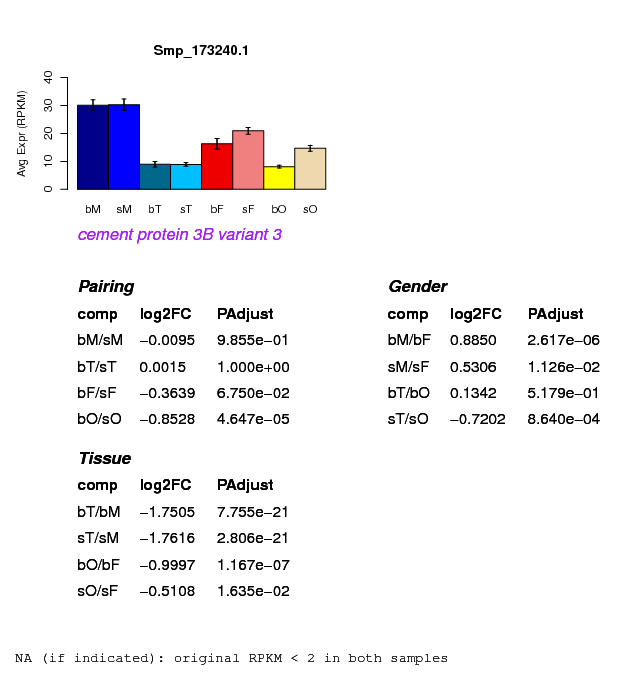 Smp_173240.1
Avg Expr (RPKM)
0 10 20 30 40
bM sM bT sT bF sF bO sO
cement protein 3B variant 3
Pairing
comp log2FC PAdjust
bM/sM −0.0095 9.855e−01
bT/sT 0.0015 1.000e+00
bF/sF −0.3639 6.750e−02
bO/sO −0.8528 4.647e−05
Gender
comp log2FC PAdjust
bM/bF 0.8850 2.617e−06
sM/sF 0.5306 1.126e−02
bT/bO 0.1342 5.179e−01
sT/sO −0.7202 8.640e−04
Tissue
comp log2FC PAdjust
bT/bM −1.7505 7.755e−21
sT/sM −1.7616 2.806e−21
bO/bF −0.9997 1.167e−07
sO/sF −0.5108 1.635e−02
NA (if indicated): original RPKM < 2 in both samples